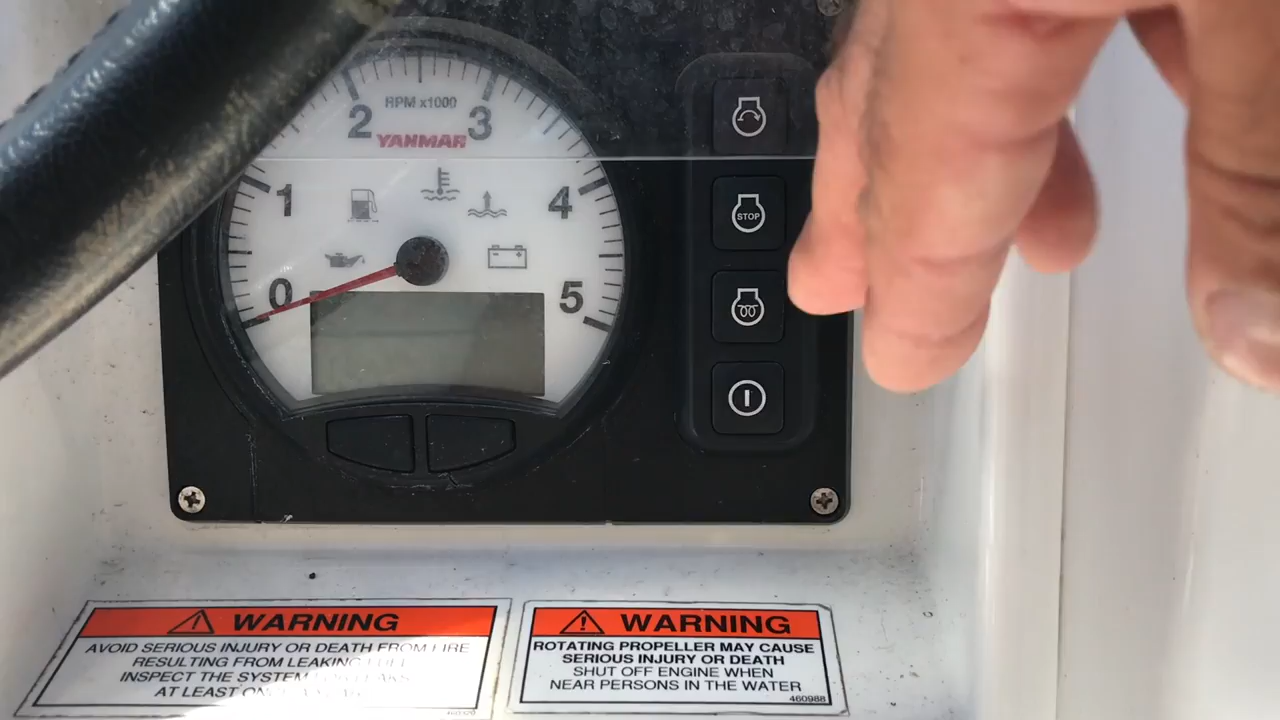 RPM x1000
2 3
YANMAR
1 4
0 5
STOP
WARNING
AVOID SERIOUS INJURY OR DEATH FROM FIRE
RESULTING FROM LEAKING FUEL
INSPECT THE SYSTEM
AT LEAST
WARNING
ROTATING PROPELLER MAY CAUSE
SERIOUS INJURY OR DEATH
SHUT OFF ENGINE WHEN
NEAR PERSONS IN THE WATER
460988